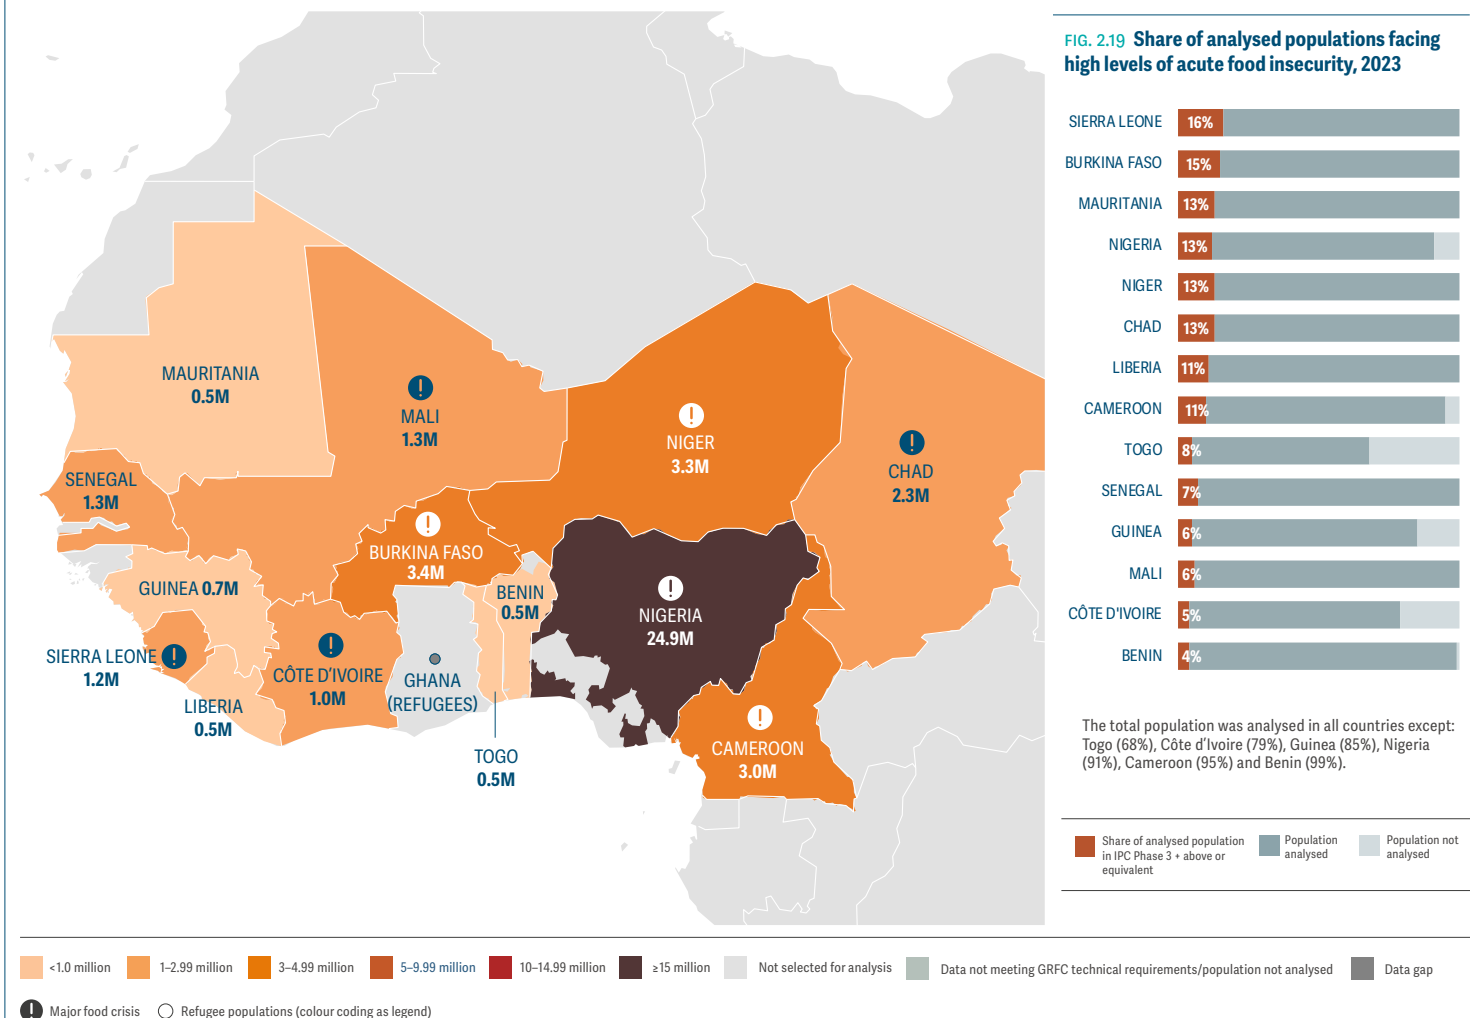 MAURITANIA
0.5M
MALI
1.3M
NIGER
3.3M
CHAD
2.3M
SENEGAL
1.3M
BURKINA FASO
3.4M
GUINEA 0.7M
BENIN
0.5M
NIGERIA
24.9M
SIERRA LEONE
1.2M
CÔTE D'IVOIRE
1.0M
GHANA
(REFUGEES)
LIBERIA
0.5M
TOGO
0.5M
CAMEROON
3.0M
FIG. 2.19 Share of analysed populations facing
high levels of acute food insecurity, 2023
SIERRA LEONE 16%
BURKINA FASO 15%
MAURITANIA 13%
NIGERIA 13%
NIGER 13%
CHAD 13%
LIBERIA 11%
CAMEROON 11%
TOGO 8%
SENEGAL 7%
GUINEA 6%
MALI 6%
CÔTE D'IVOIRE 5%
BENIN 4%
The total population was analysed in all countries except:
Togo (68%), Côte d'Ivoire (79%), Guinea (85%), Nigeria
(91%), Cameroon (95%) and Benin (99%).
Share of analysed population
in IPC Phase 3 + above or
equivalent
Population
analysed
Population not
analysed
<1.0 million 1–2.99 million 3–4.99 million 5–9.99 million 10–14.99 million ≥15 million Not selected for analysis Data not meeting GRFC technical requirements/population not analysed Data gap
Major food crisis Refugee populations (colour coding as legend)